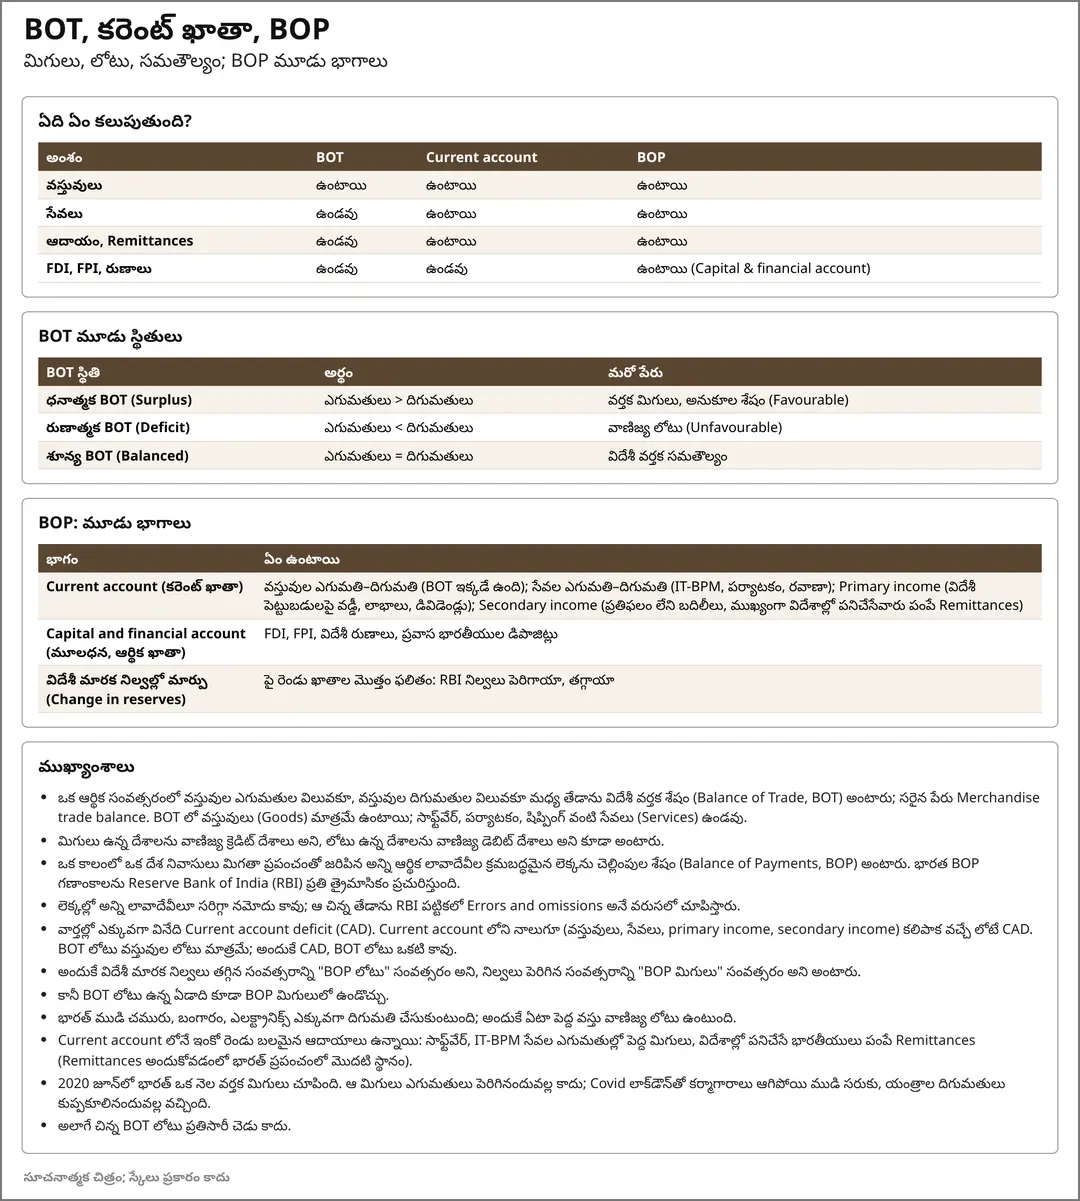 BOT, కరెంట్ ఖాతా, BOP
మిగులు, లోటు, సమతౌల్యం; BOP మూడు భాగాలు
ఏది ఏం కలుపుతుంది?
అంశం BOT Current account BOP
వస్తువులు ఉంటాయి ఉంటాయి ఉంటాయి
సేవలు ఉండవు ఉంటాయి ఉంటాయి
ఆదాయం, Remittances ఉండవు ఉంటాయి ఉంటాయి
FDI, FPI, రుణాలు ఉండవు ఉండవు ఉంటాయి (Capital & financial account)
BOT మూడు స్థితులు
BOT స్థితి అర్థం మరో పేరు
ధనాత్మక BOT (Surplus) ఎగుమతులు > దిగుమతులు వర్తక మిగులు, అనుకూల శేషం (Favourable)
రుణాత్మక BOT (Deficit) ఎగుమతులు < దిగుమతులు వాణిజ్య లోటు (Unfavourable)
శూన్య BOT (Balanced) ఎగుమతులు = దిగుమతులు విదేశీ వర్తక సమతౌల్యం
BOP: మూడు భాగాలు
భాగం ఏం ఉంటాయి
Current account (కరెంట్ ఖాతా) వస్తువుల ఎగుమతి–దిగుమతి (BOT ఇక్కడే ఉంది); సేవల ఎగుమతి–దిగుమతి (IT-BPM, పర్యాటకం, రవాణా); Primary income (విదేశీ
పెట్టుబడులపై వడ్డీ, లాభాలు, డివిడెండ్లు); Secondary income (ప్రతిఫలం లేని బదిలీలు, ముఖ్యంగా విదేశాల్లో పనిచేసేవారు పంపే Remittances)
Capital and financial account FDI, FPI, విదేశీ రుణాలు, ప్రవాస భారతీయుల డిపాజిట్లు
(మూలధన, ఆర్థిక ఖాతా)
విదేశీ మారక నిల్వల్లో మార్పు పై రెండు ఖాతాల మొత్తం ఫలితం: RBI నిల్వలు పెరిగాయా, తగ్గాయా
(Change in reserves)
ముఖ్యాంశాలు
• ఒక ఆర్థిక సంవత్సరంలో వస్తువుల ఎగుమతుల విలువకూ, వస్తువుల దిగుమతుల విలువకూ మధ్య తేడాను విదేశీ వర్తక శేషం (Balance of Trade, BOT) అంటారు; సరైన పేరు Merchandise
trade balance. BOT లో వస్తువులు (Goods) మాత్రమే ఉంటాయి; సాఫ్ట్‌వేర్, పర్యాటకం, షిప్పింగ్ వంటి సేవలు (Services) ఉండవు.
• మిగులు ఉన్న దేశాలను వాణిజ్య క్రెడిట్ దేశాలు అని, లోటు ఉన్న దేశాలను వాణిజ్య డెబిట్ దేశాలు అని కూడా అంటారు.
• ఒక కాలంలో ఒక దేశ నివాసులు మిగతా ప్రపంచంతో జరిపిన అన్ని ఆర్థిక లావాదేవీల క్రమబద్ధమైన లెక్కను చెల్లింపుల శేషం (Balance of Payments, BOP) అంటారు. భారత BOP
గణాంకాలను Reserve Bank of India (RBI) ప్రతి త్రైమాసికం ప్రచురిస్తుంది.
• లెక్కల్లో అన్ని లావాదేవీలూ సరిగ్గా నమోదు కావు; ఆ చిన్న తేడాను RBI పట్టికలో Errors and omissions అనే వరుసలో చూపిస్తారు.
• వార్తల్లో ఎక్కువగా వినేది Current account deficit (CAD). Current account లోని నాలుగూ (వస్తువులు, సేవలు, primary income, secondary income) కలిపాక వచ్చే లోటే CAD.
BOT లోటు వస్తువుల లోటు మాత్రమే; అందుకే CAD, BOT లోటు ఒకటి కావు.
• అందుకే విదేశీ మారక నిల్వలు తగ్గిన సంవత్సరాన్ని "BOP లోటు" సంవత్సరం అని, నిల్వలు పెరిగిన సంవత్సరాన్ని "BOP మిగులు" సంవత్సరం అని అంటారు.
• కానీ BOT లోటు ఉన్న ఏడాది కూడా BOP మిగులులో ఉండొచ్చు.
• భారత్ ముడి చమురు, బంగారం, ఎలక్ట్రానిక్స్ ఎక్కువగా దిగుమతి చేసుకుంటుంది; అందుకే ఏటా పెద్ద వస్తు వాణిజ్య లోటు ఉంటుంది.
• Current account లోనే ఇంకో రెండు బలమైన ఆదాయాలు ఉన్నాయి: సాఫ్ట్‌వేర్, IT-BPM సేవల ఎగుమతుల్లో పెద్ద మిగులు, విదేశాల్లో పనిచేసే భారతీయులు పంపే Remittances
(Remittances అందుకోవడంలో భారత్ ప్రపంచంలో మొదటి స్థానం).
• 2020 జూన్‌లో భారత్ ఒక నెల వర్తక మిగులు చూపింది. ఆ మిగులు ఎగుమతులు పెరిగినందువల్ల కాదు; Covid లాక్‌డౌన్‌తో కర్మాగారాలు ఆగిపోయి ముడి సరుకు, యంత్రాల దిగుమతులు
కుప్పకూలినందువల్ల వచ్చింది.
• అలాగే చిన్న BOT లోటు ప్రతిసారీ చెడు కాదు.
సూచనాత్మక చిత్రం; స్కేలు ప్రకారం కాదు